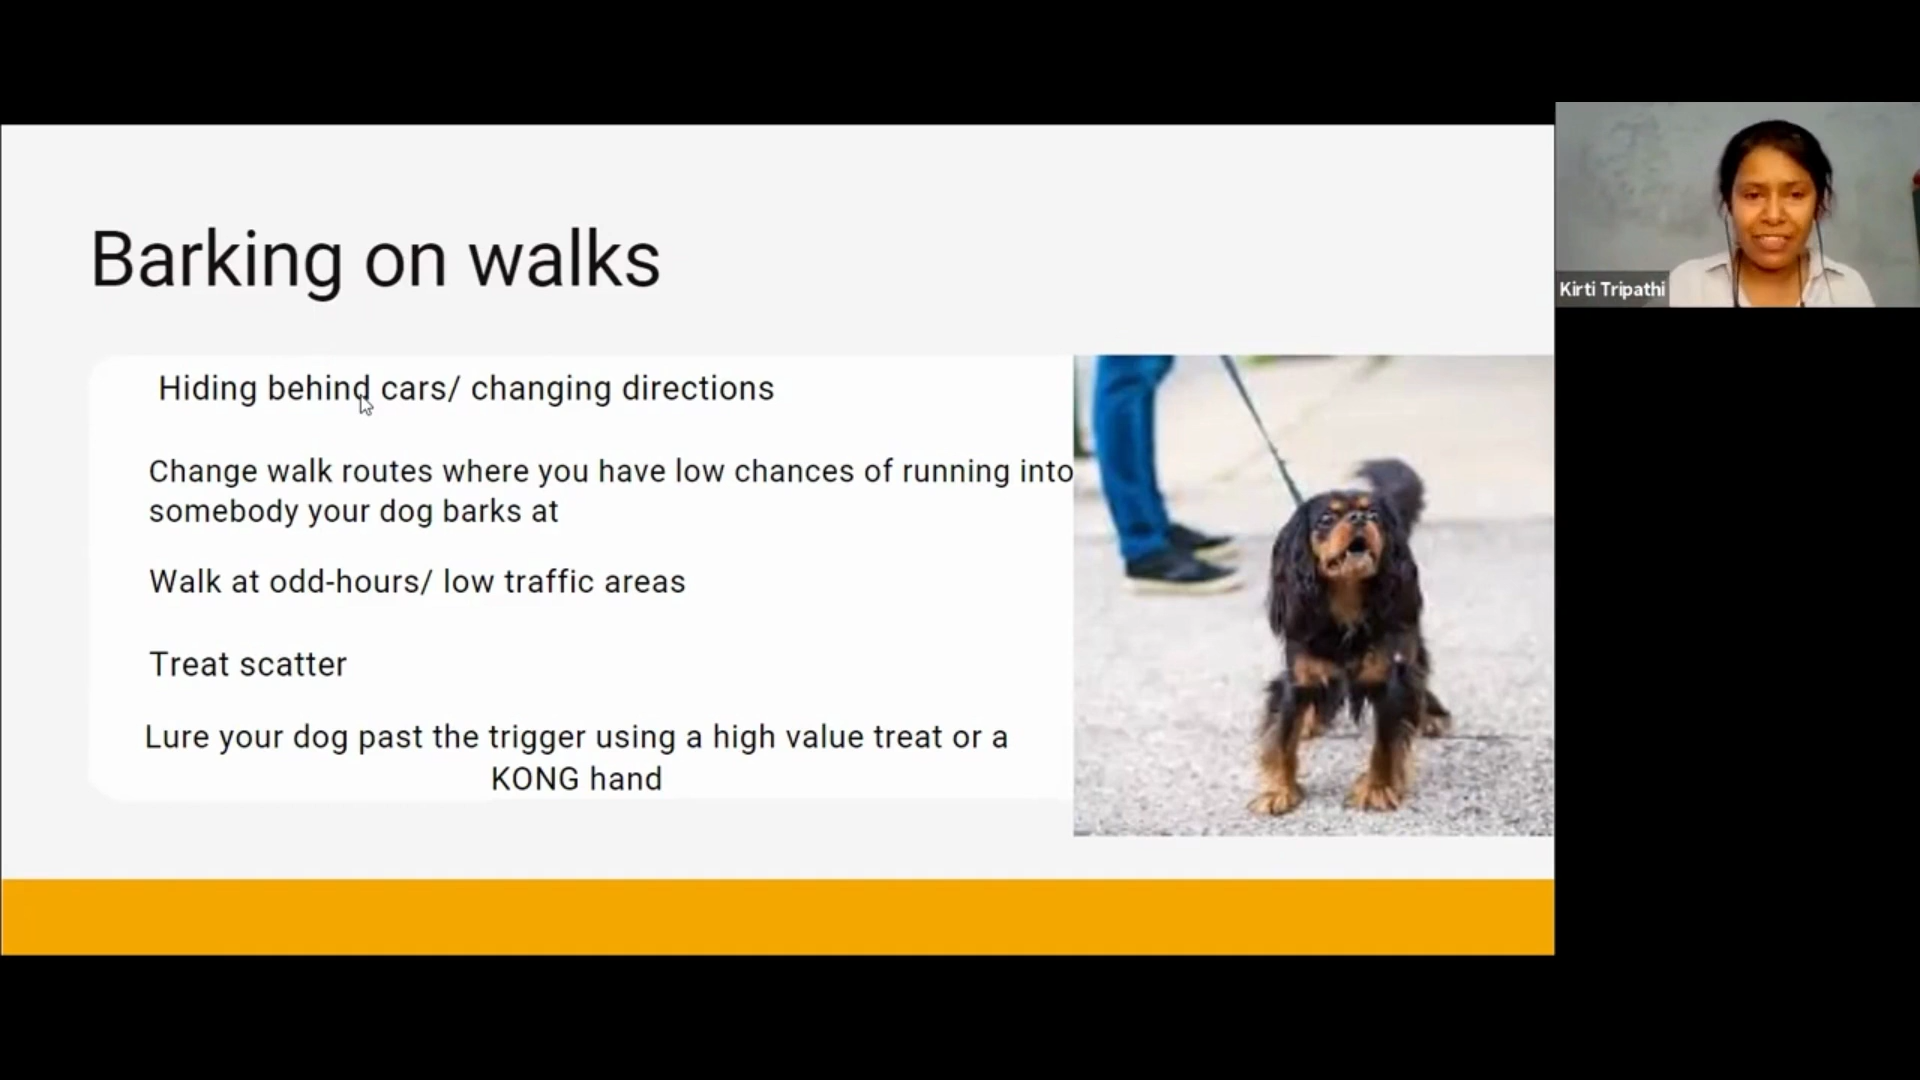 Barking on walks
Hiding behind cars/ changing directions
Change walk routes where you have low chances of running into
somebody your dog barks at
Walk at odd-hours/ low traffic areas
Treat scatter
Lure your dog past the trigger using a high value treat or a
KONG hand
Kirti Tripathi